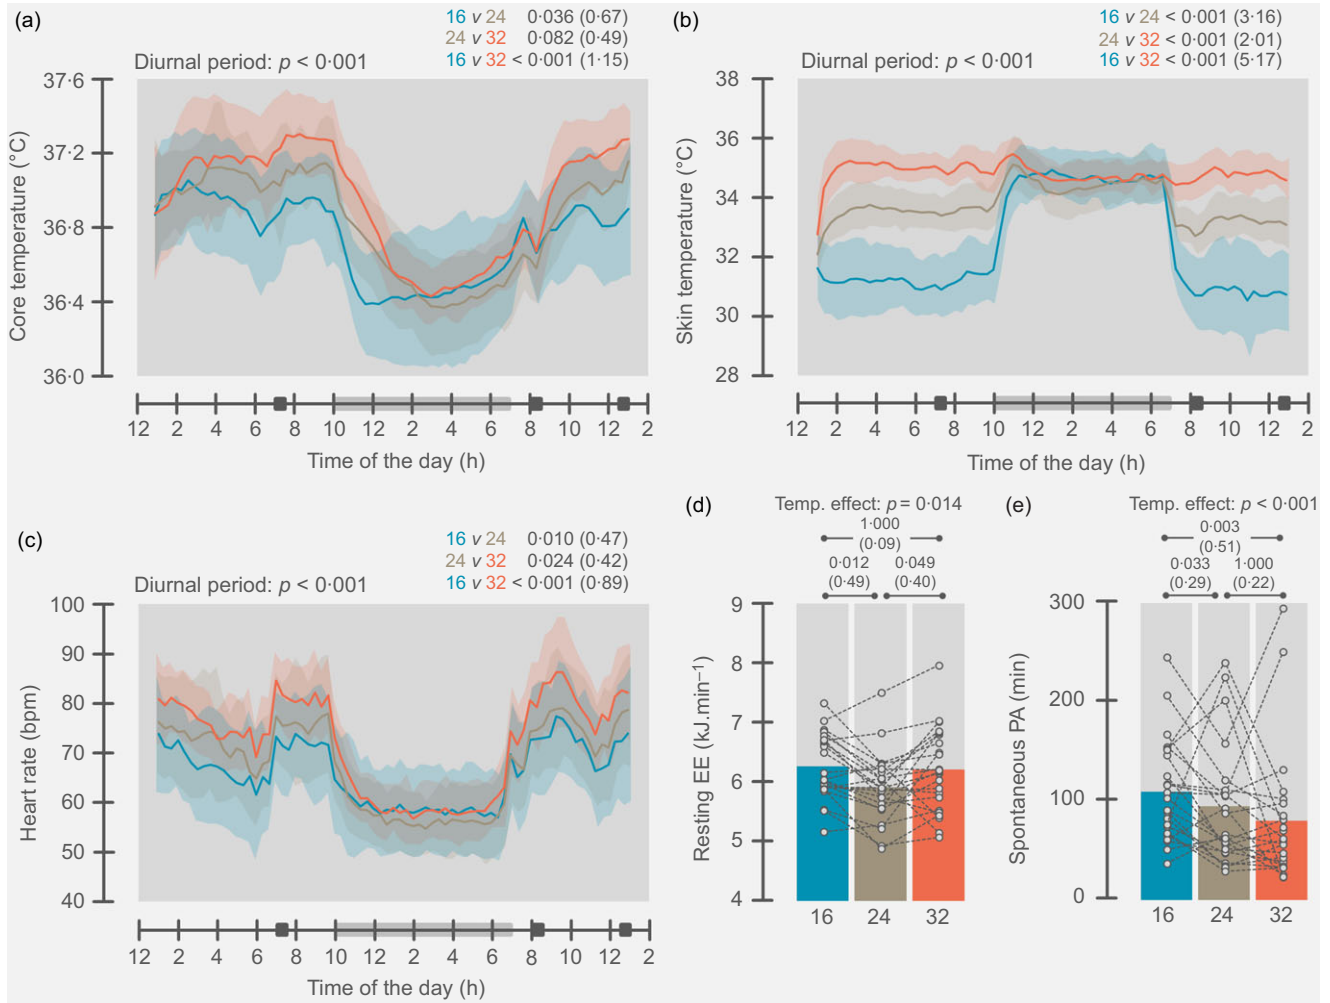 (a)
16 v 24 0·036 (0·67)
24 v 32 0·082 (0·49)
Diurnal period: p < 0·001
16 v 32 < 0·001 (1·15)
Core temperature (°C)
37·6
37·2
36·8
36·4
36·0
12 2 4 6 8 10 12 2 4 6 8 10 12 2
Time of the day (h)
(b)
16 v 24 < 0·001 (3·16)
24 v 32 < 0·001 (2·01)
Diurnal period: p < 0·001
16 v 32 < 0·001 (5·17)
Skin temperature (°C)
38
36
34
32
30
28
12 2 4 6 8 10 12 2 4 6 8 10 12 2
Time of the day (h)
(c)
16 v 24 0·010 (0·47)
24 v 32 0·024 (0·42)
Diurnal period: p < 0·001
16 v 32 < 0·001 (0·89)
Heart rate (bpm)
100
90
80
70
60
50
40
12 2 4 6 8 10 12 2 4 6 8 10 12 2
Time of the day (h)
(d)
Temp. effect: p = 0·014
1·000
(0·09)
0·012 0·049
(0·49) (0·40)
Resting EE (kJ.min−1)
9
8
7
6
5
4
16 24 32
(e)
Temp. effect: p < 0·001
0·003
(0·51)
0·033 1·000
(0·29) (0·22)
Spontaneous PA (min)
300
200
100
0
16 24 32